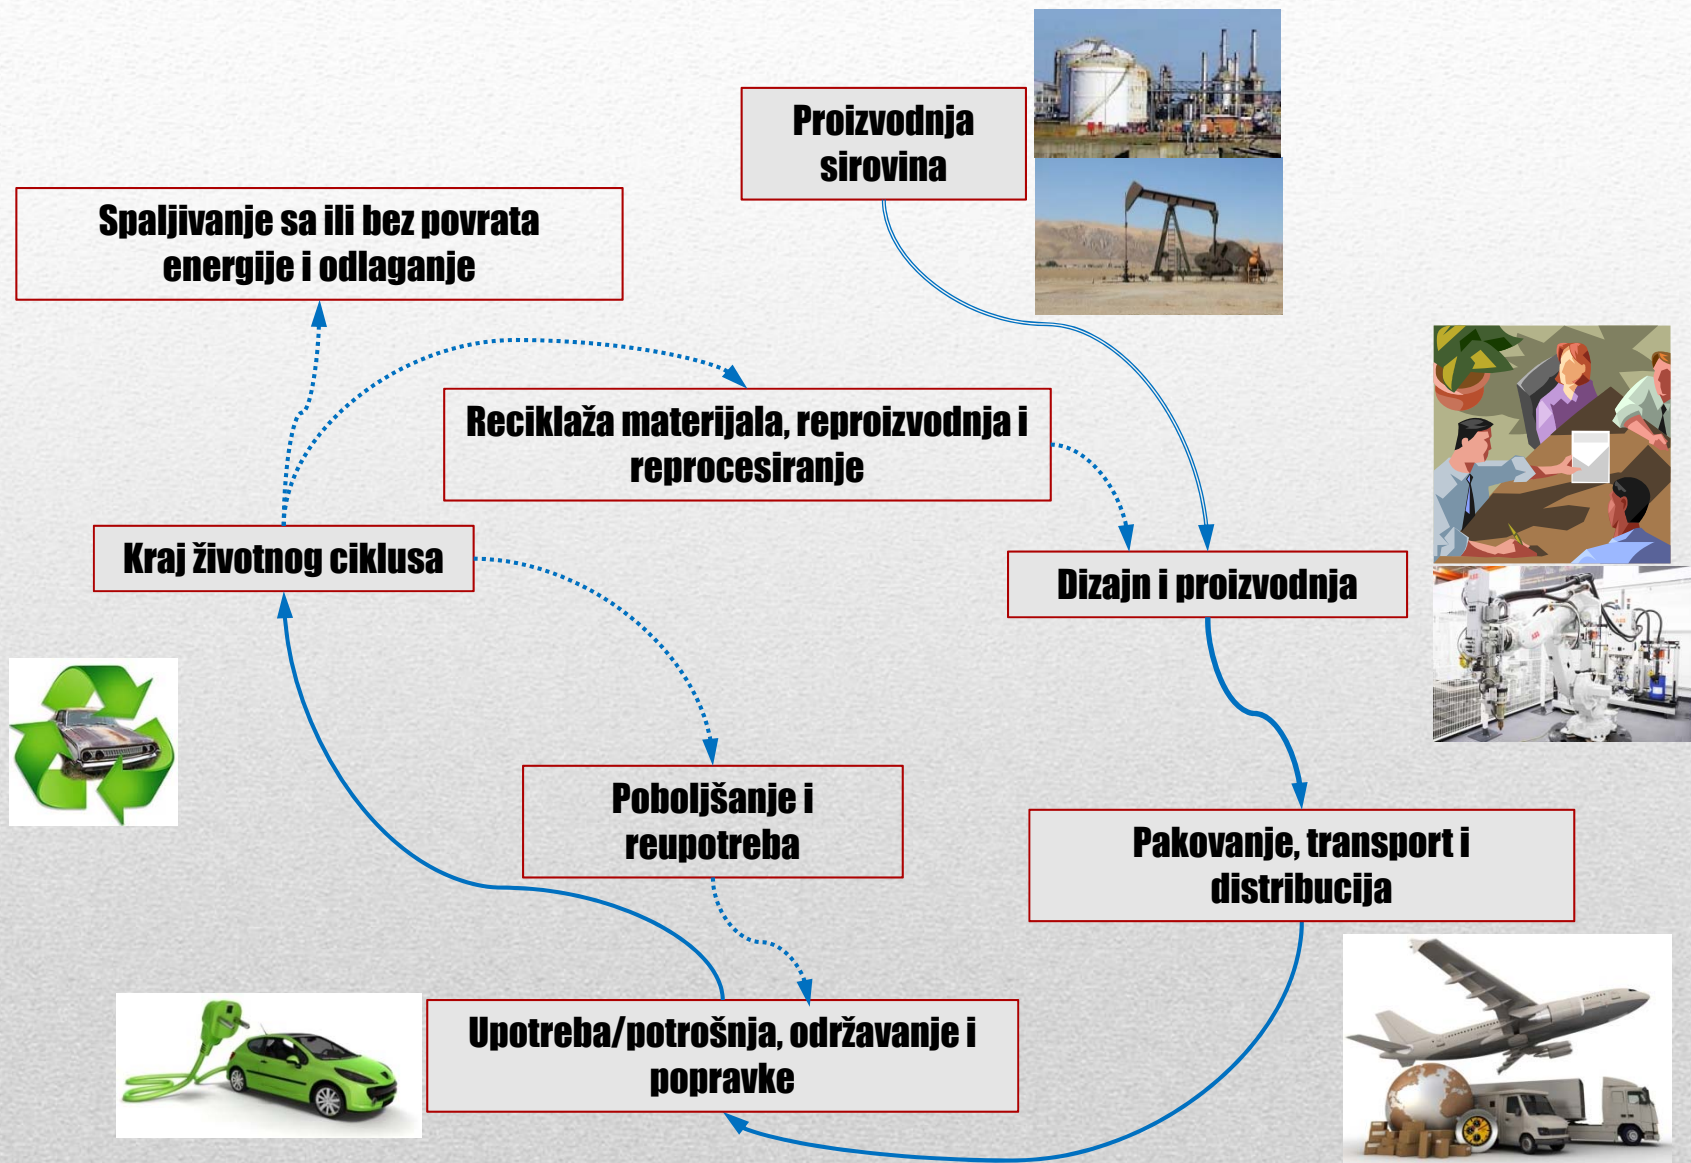 Proizvodnja
sirovina
Spaljivanje sa ili bez povrata
energije i odlaganje
Reciklaža materijala, reproizvodnja i
reprocesiranje
Kraj životnog ciklusa
Dizajn i proizvodnja
Poboljšanje i
reupotreba
Pakovanje, transport i
distribucija
Upotreba/potrošnja, održavanje i
popravke